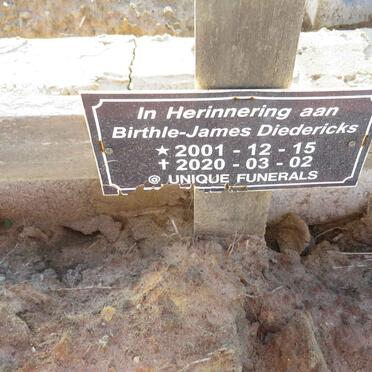 In Herinnering aan
Birthle-James Diedericks
★ 2001 - 12 - 15
✝ 2020 - 03 - 02
@ UNIQUE FUNERALS